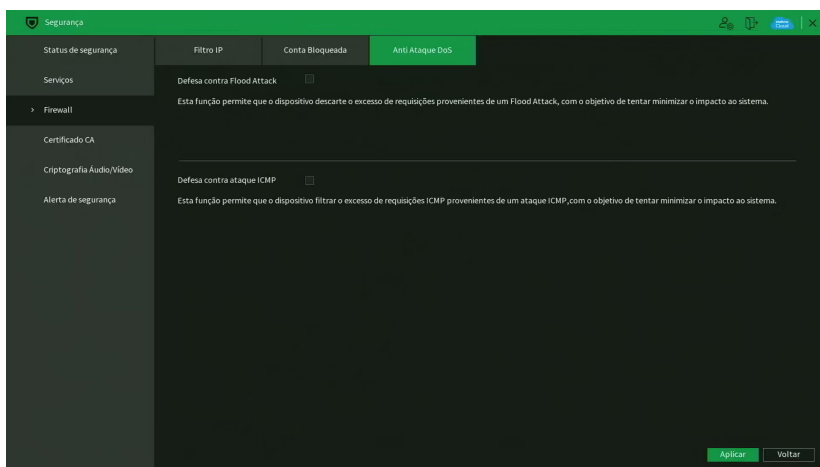 Segurança
Cloud
Status de segurança
Serviços
Firewall
Certificado CA
Criptografia Áudio/Vídeo
Alerta de segurança
Filtro IP
Conta Bloqueada
Anti Ataque DoS
Defesa contra Flood Attack
Esta função permite que o dispositivo descarte o excesso de requisições provenientes de um Flood Attack, com o objetivo de tentar minimizar o impacto ao sistema.
Defesa contra ataque ICMP
Esta função permite que o dispositivo filtrar o excesso de requisições ICMP provenientes de um ataque ICMP,com o objetivo de tentar minimizar o impacto ao sistema.
Aplicar
Voltar